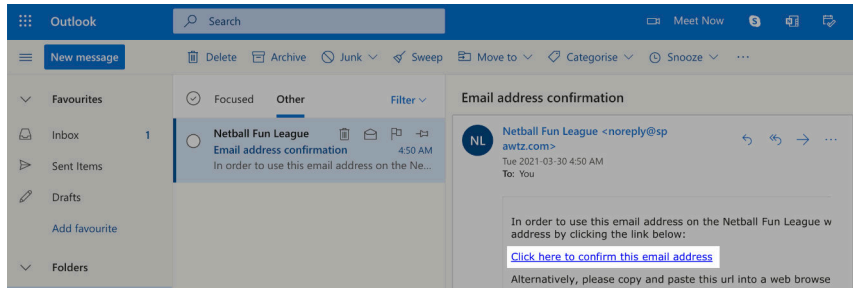 Outlook
Search
Meet Now
New message
Delete
Archive
Junk
Sweep
Move to
Categorise
Snooze
Favourites
Inbox 1
Sent Items
Drafts
Add favourite
Folders
Focused Other Filter
Netball Fun League
Email address confirmation 4:50 AM
In order to use this email address on the Ne...
Email address confirmation
NL
Netball Fun League <noreply@sp
awtz.com>
Tue 2021-03-30 4:50 AM
To: You
In order to use this email address on the Netball Fun League w
address by clicking the link below:
Click here to confirm this email address
Alternatively, please copy and paste this url into a web browse